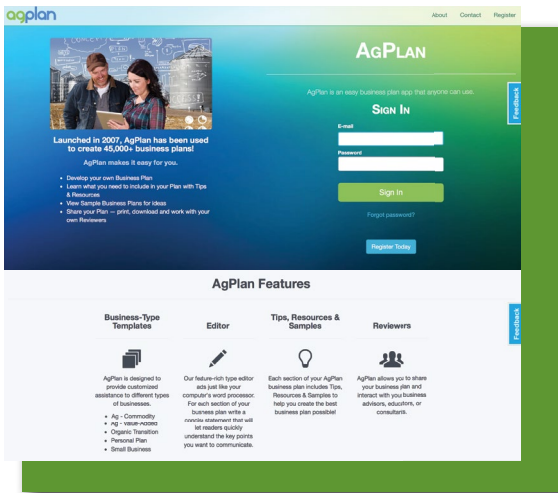 agplan
About Contact Register
AgPlan
AgPlan is an easy business plan app that anyone can use.
Sign In
E-mail
Password
Sign In
Forgot password?
Register Today
Feedback
Launched in 2007, AgPlan has been used
to create 45,000+ business plans!
AgPlan makes it easy for you.
• Develop your own Business Plan
• Learn what you need to include in your Plan with Tips
& Resources
• View Sample Business Plans for ideas
• Share your Plan — print, download and work with your
own Reviewers
AgPlan Features
Feedback
Business-Type
Templates
AgPlan is designed to
provide customized
assistance to different types
of businesses.
• Ag - Commodity
• Ag - Value-Added
• Organic Transition
• Personal Plan
• Small Business
Editor
Our feature-rich type editor
ads just like your
computer's word processor.
For each section of your
business plan write a
concise statement that will
let readers quickly
understand the key points
you want to communicate.
Tips, Resources &
Samples
Each section of your AgPlan
business plan includes Tips,
Resources & Samples to
help you create the best
business plan possible!
Reviewers
AgPlan allows you to share
your business plan and
interact with you business
advisors, educators, or
consultants.